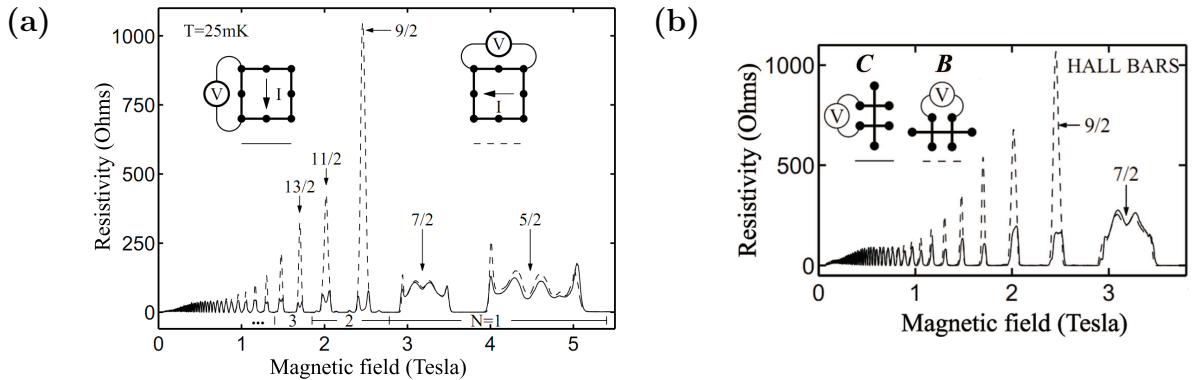 (a)
T=25mK
V
I
V
I
9/2
11/2
13/2
7/2
5/2
1000
750
500
250
0
... 3 2 N=1
0 1 2 3 4 5
Resistivity (Ohms)
Magnetic field (Tesla)
(b)
C B HALL BARS
V
V
9/2
7/2
1000
500
0
0 1 2 3
Resistivity (Ohms)
Magnetic field (Tesla)